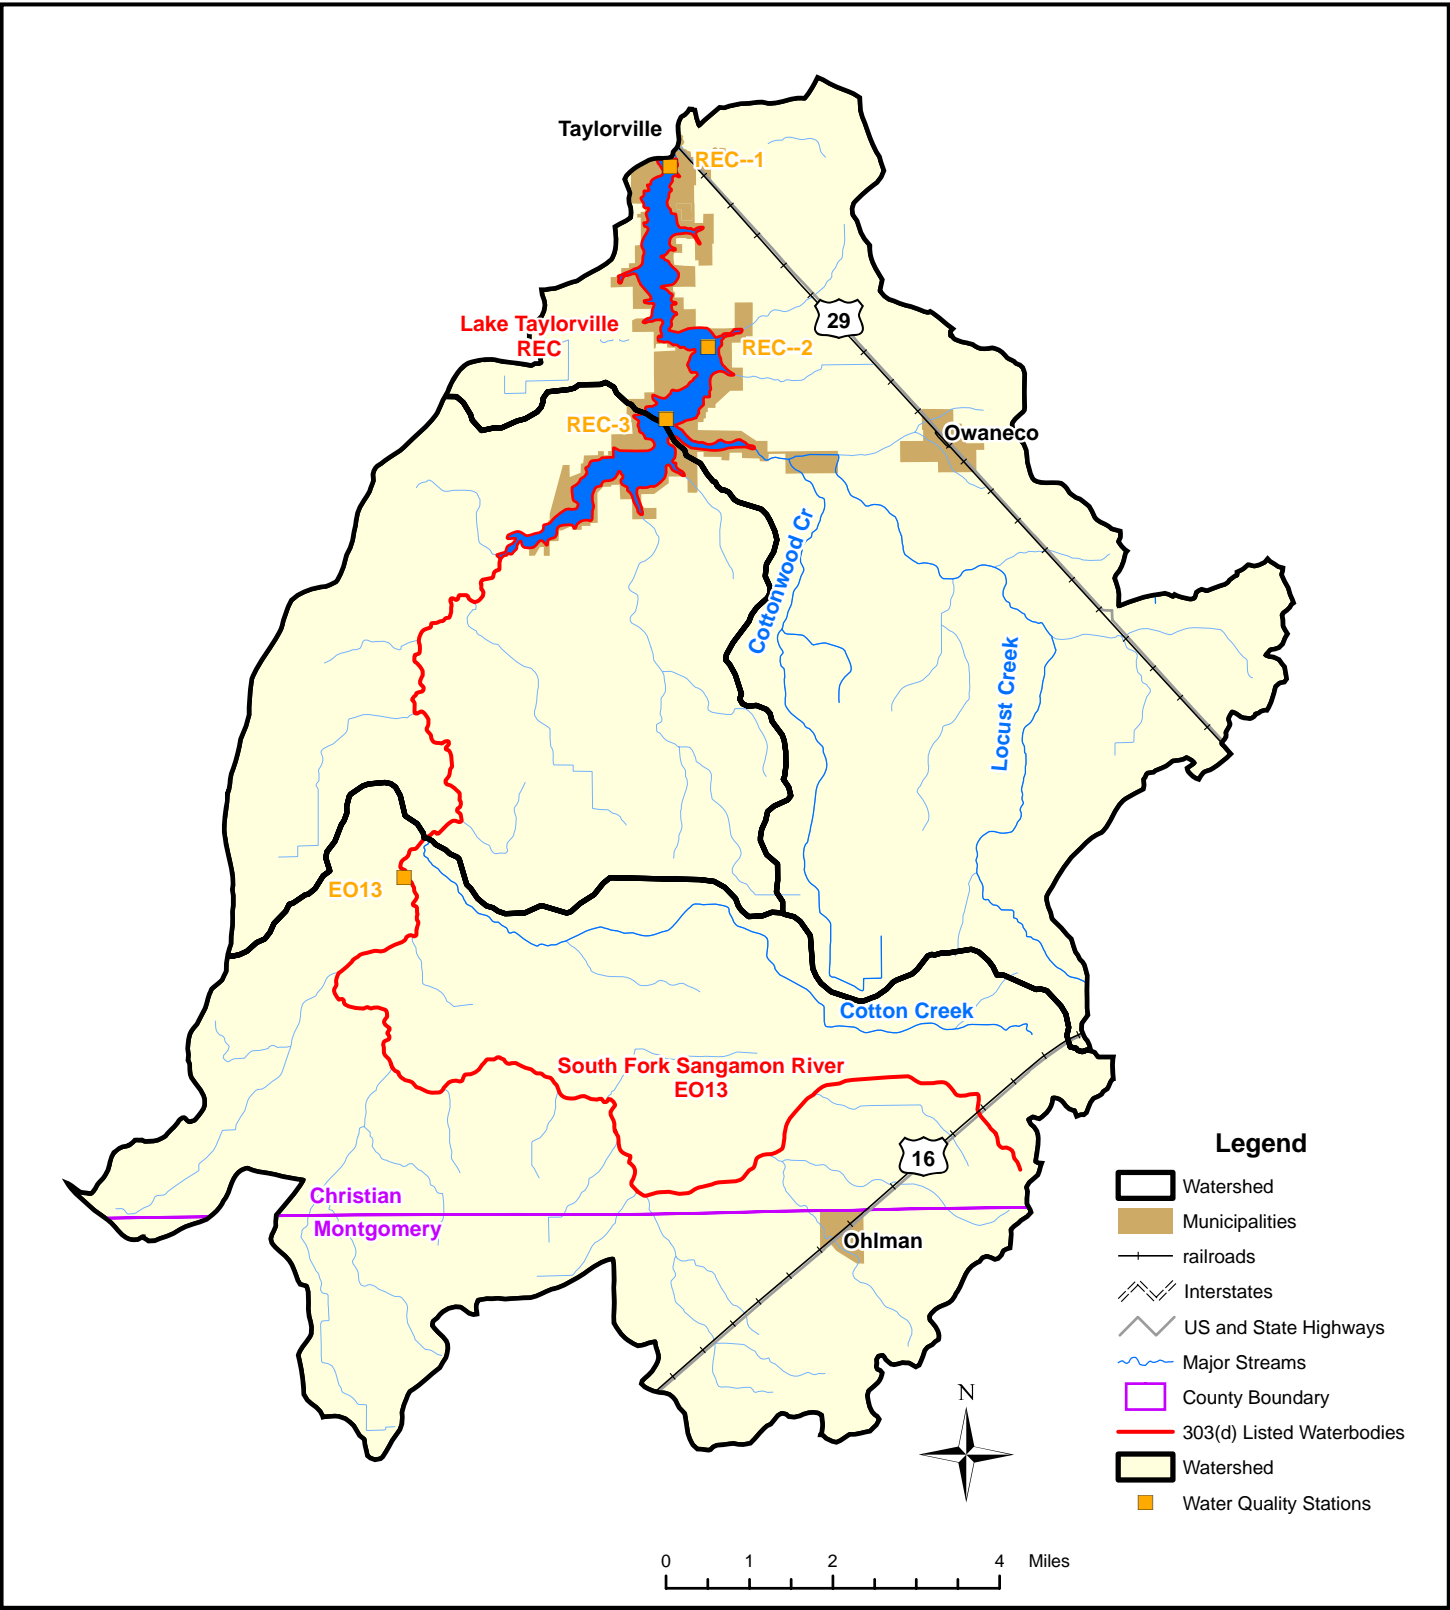 Taylorville
REC--1
29
Lake Taylorville
REC
REC--2
REC-3
Owaneco
Cottonwood Cr
Locust Creek
EO13
Cotton Creek
South Fork Sangamon River
EO13
16
Christian
Montgomery
Ohlman
Legend
Watershed
Municipalities
railroads
Interstates
US and State Highways
Major Streams
County Boundary
303(d) Listed Waterbodies
Watershed
Water Quality Stations
N
0 1 2 4 Miles